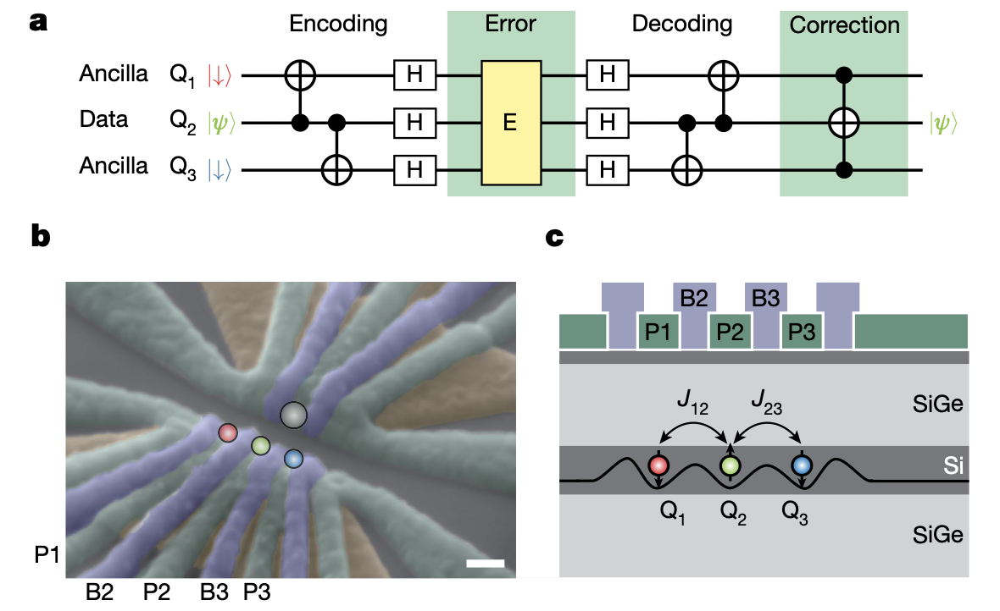 a
Encoding Error Decoding Correction
Ancilla Q1 |↓⟩ H H
Data Q2 |ψ⟩ H E H |ψ⟩
Ancilla Q3 |↓⟩ H H
b
P1
B2 P2 B3 P3
c
B2 B3
P1 P2 P3
SiGe
J12 J23
Si
Q1 Q2 Q3
SiGe